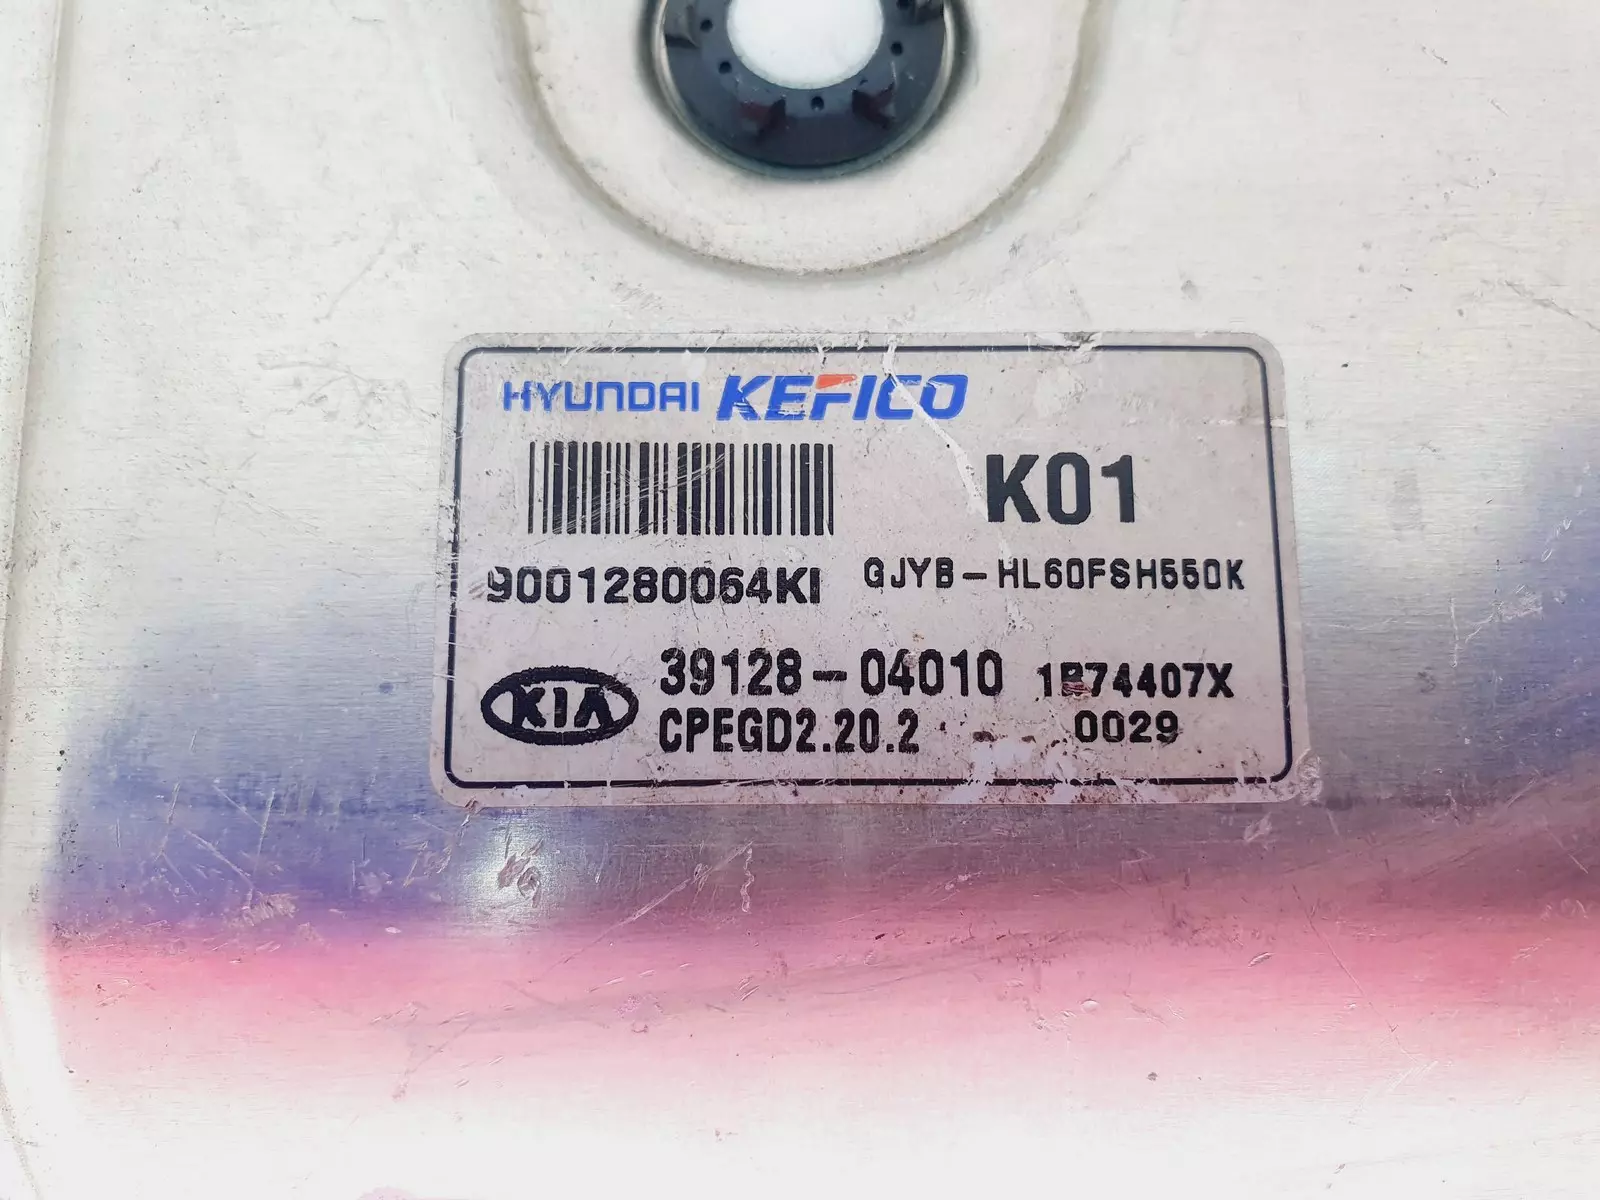 HYUNDAI KEFICO
K01
9001280064KI
GJYB-HL60FSH550K
KIA
39128-04010
CPEGD2.20.2
0029